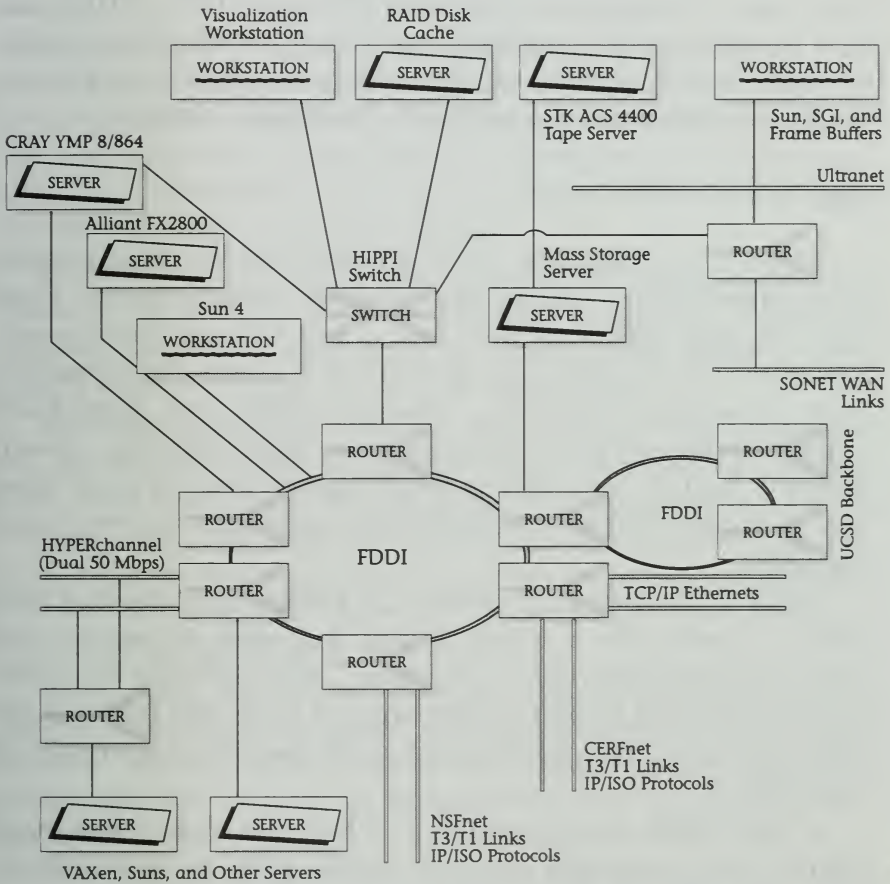 Visualization
Workstation
WORKSTATION
RAID Disk
Cache
SERVER
SERVER
STK ACS 4400
Tape Server
WORKSTATION
Sun, SGI, and
Frame Buffers
CRAY YMP 8/864
SERVER
Ultranet
Alliant FX2800
SERVER
HIPPI
Switch
SWITCH
Mass Storage
Server
SERVER
ROUTER
Sun 4
WORKSTATION
SONET WAN
Links
ROUTER
ROUTER
ROUTER
ROUTER
FDDI
ROUTER
UCSD Backbone
FDDI
HYPERchannel
(Dual 50 Mbps)
ROUTER
ROUTER
TCP/IP Ethernets
ROUTER
ROUTER
CERFnet
T3/T1 Links
IP/ISO Protocols
SERVER
SERVER
NSFnet
T3/T1 Links
IP/ISO Protocols
VAXen, Suns, and Other Servers